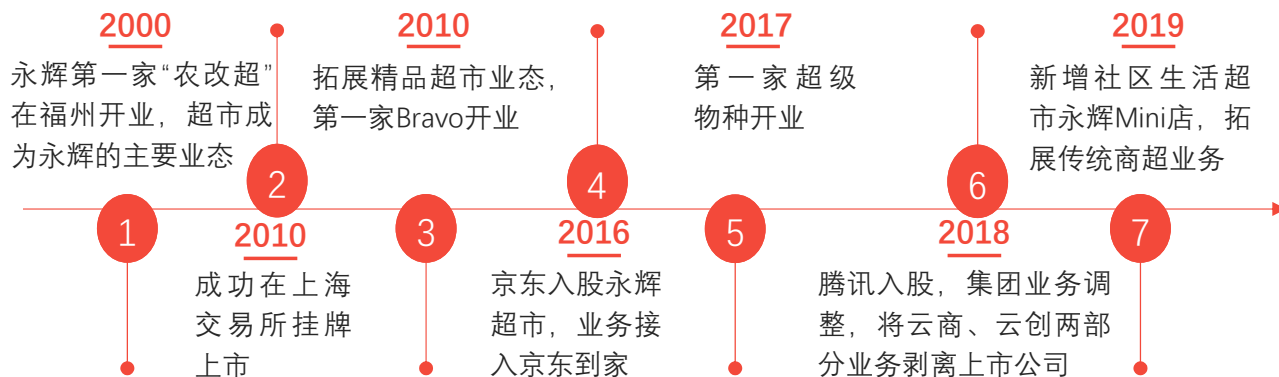 2000
永辉第一家“农改超”
在福州开业，超市成
为永辉的主要业态
1
2
2010
成功在上海
交易所挂牌
上市
2010
拓展精品超市业态，
第一家Bravo开业
3
4
2016
京东入股永辉
超市，业务接
入京东到家
2017
第一家超级
物种开业
5
6
2018
腾讯入股，集团业务调
整，将云商、云创两部
分业务剥离上市公司
2019
新增社区生活超
市永辉Mini店，拓
展传统商超业务
7